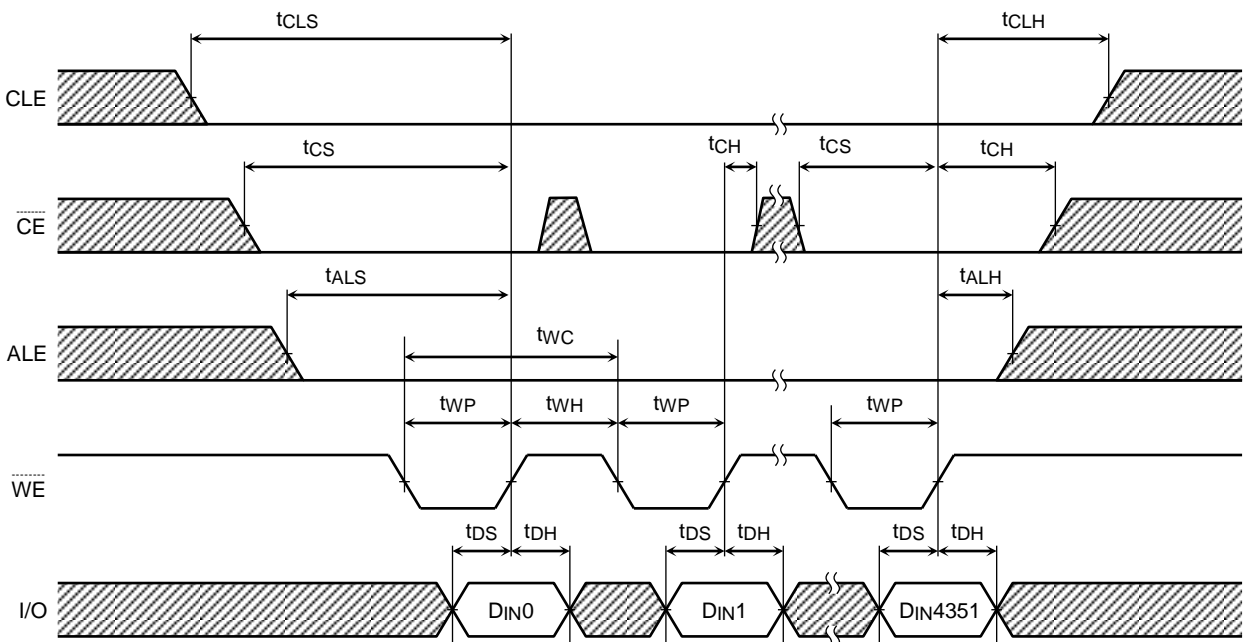 tCLS tCLH
CLE
tCS tCH tCS tCH
CE
tALS tALH
ALE
tWC
tWP tWH tWP tWP
WE
tDS tDH tDS tDH tDS tDH
I/O DIN0 DIN1 DIN4351